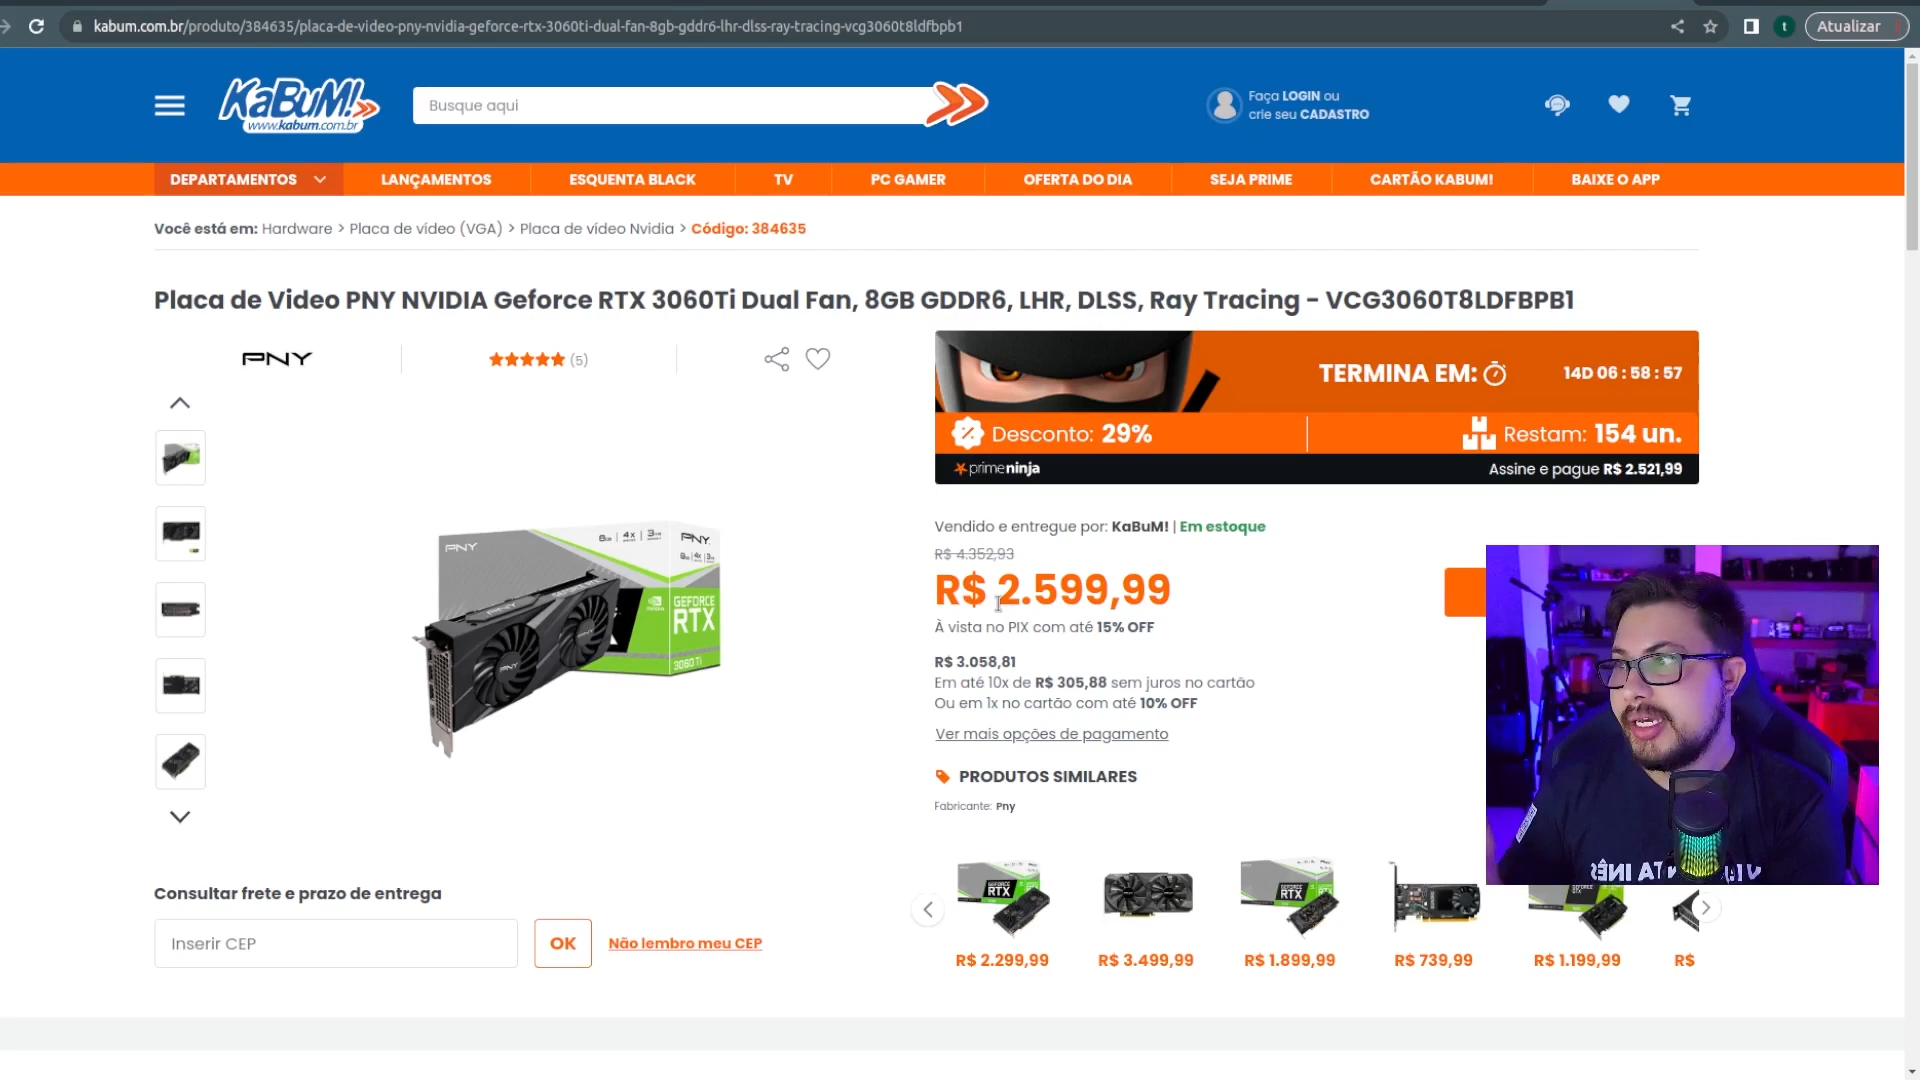 kabum.com.br/produto/384635/placa-de-video-pny-nvidia-geforce-rtx-3060ti-dual-fan-8gb-gddr6-lhr-dlss-ray-tracing-vcg3060t8ldfbpb1
t
Atualizar
KaBuM!
www.kabum.com.br
Busque aqui
Faça LOGIN ou
crie seu CADASTRO
DEPARTAMENTOS
LANÇAMENTOS
ESQUENTA BLACK
TV
PC GAMER
OFERTA DO DIA
SEJA PRIME
CARTÃO KABUM!
BAIXE O APP
Você está em: Hardware > Placa de vídeo (VGA) > Placa de vídeo Nvidia > Código: 384635
Placa de Video PNY NVIDIA Geforce RTX 3060Ti Dual Fan, 8GB GDDR6, LHR, DLSS, Ray Tracing - VCG3060T8LDFBPB1
PNY
(5)
TERMINA EM:
14D 06 : 58 : 57
Desconto: 29%
Restam: 154 un.
primeninja
Assine e pague R$ 2.521,99
Vendido e entregue por: KaBuM! | Em estoque
R$ 4.352,93
R$ 2.599,99
À vista no PIX com até 15% OFF
R$ 3.058,81
Em até 10x de R$ 305,88 sem juros no cartão
Ou em 1x no cartão com até 10% OFF
Ver mais opções de pagamento
PNY
PNY
GEFORCE
RTX
3060 Ti
PRODUTOS SIMILARES
Fabricante: Pny
Consultar frete e prazo de entrega
Inserir CEP
OK
Não lembro meu CEP
R$ 2.299,99
R$ 3.499,99
R$ 1.899,99
R$ 739,99
R$ 1.199,99
R$